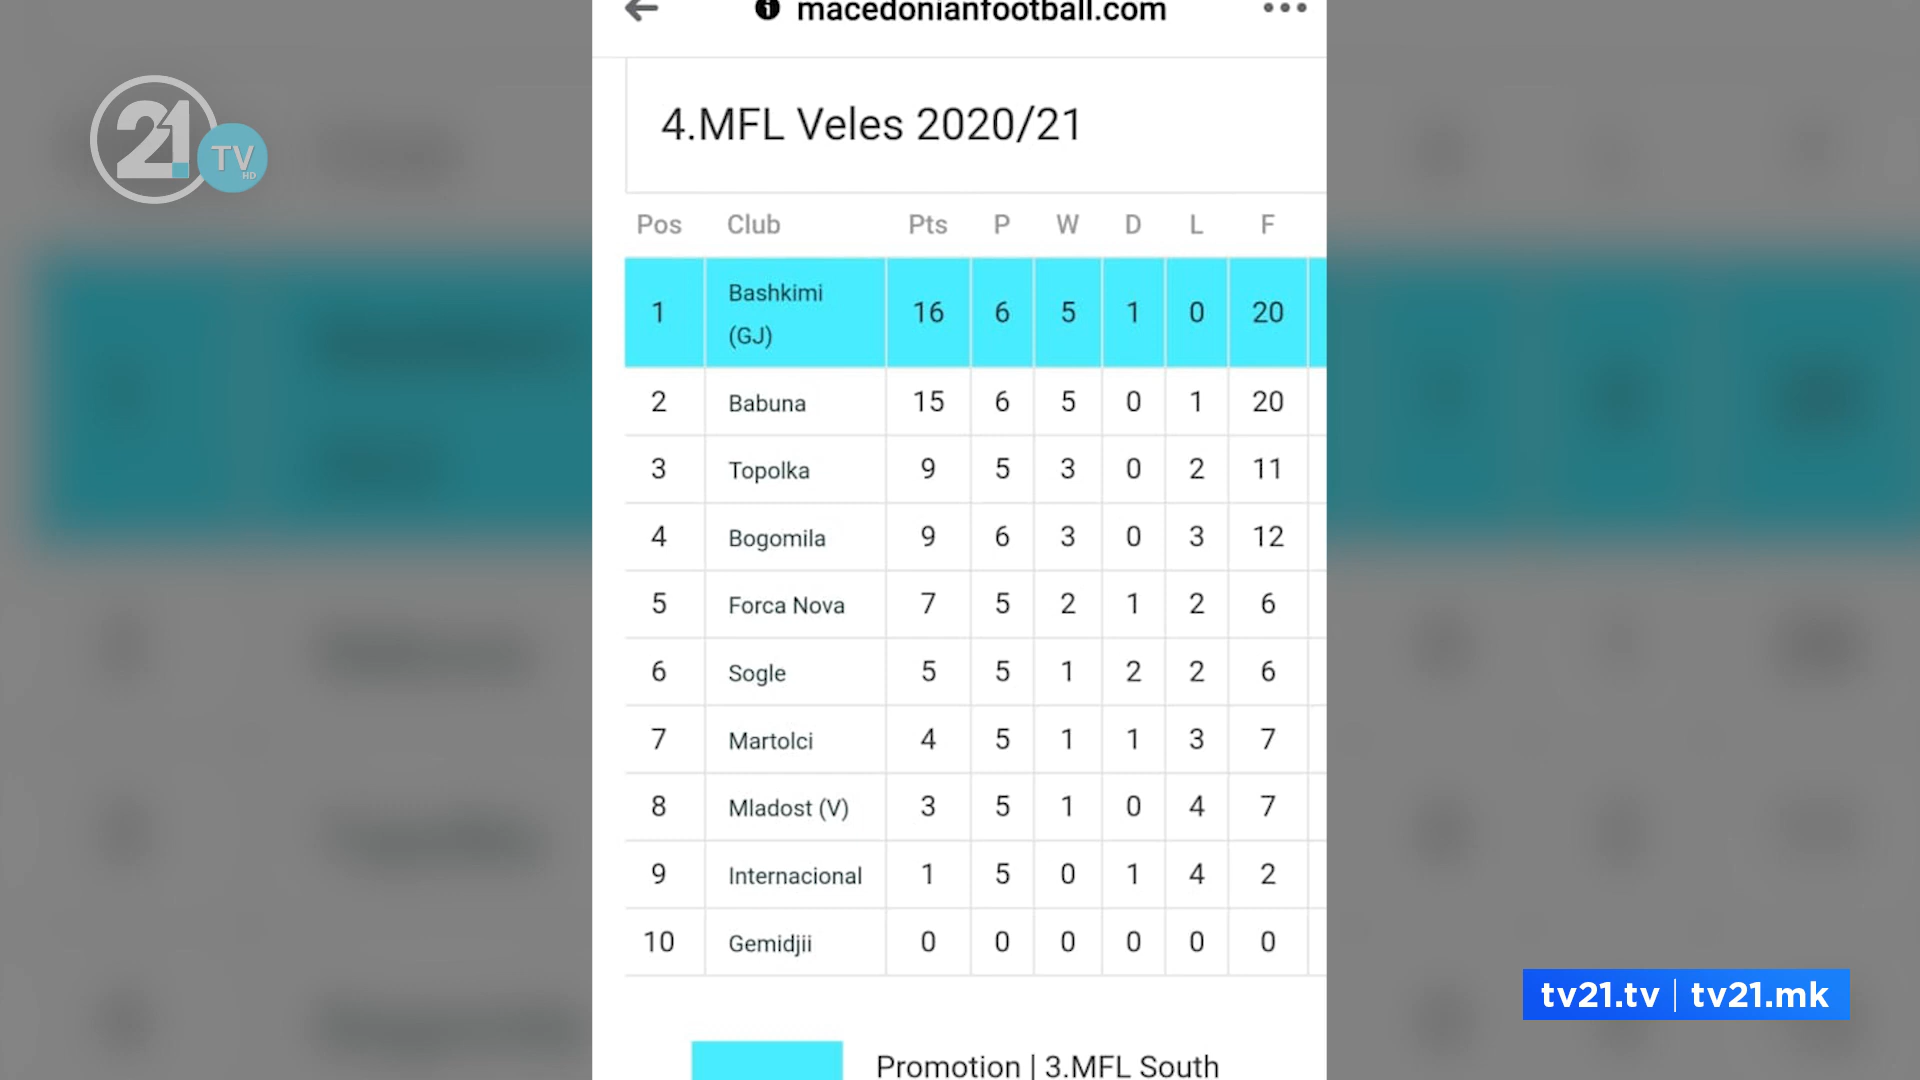 macedonianfootball.com
4.MFL Veles 2020/21
Pos Club Pts P W D L F
1 Bashkimi (GJ) 16 6 5 1 0 20
2 Babuna 15 6 5 0 1 20
3 Topolka 9 5 3 0 2 11
4 Bogomila 9 6 3 0 3 12
5 Forca Nova 7 5 2 1 2 6
6 Sogle 5 5 1 2 2 6
7 Martolci 4 5 1 1 3 7
8 Mladost (V) 3 5 1 0 4 7
9 Internacional 1 5 0 1 4 2
10 Gemidjii 0 0 0 0 0 0
Promotion | 3.MFL South
21 TV HD
tv21.tv | tv21.mk